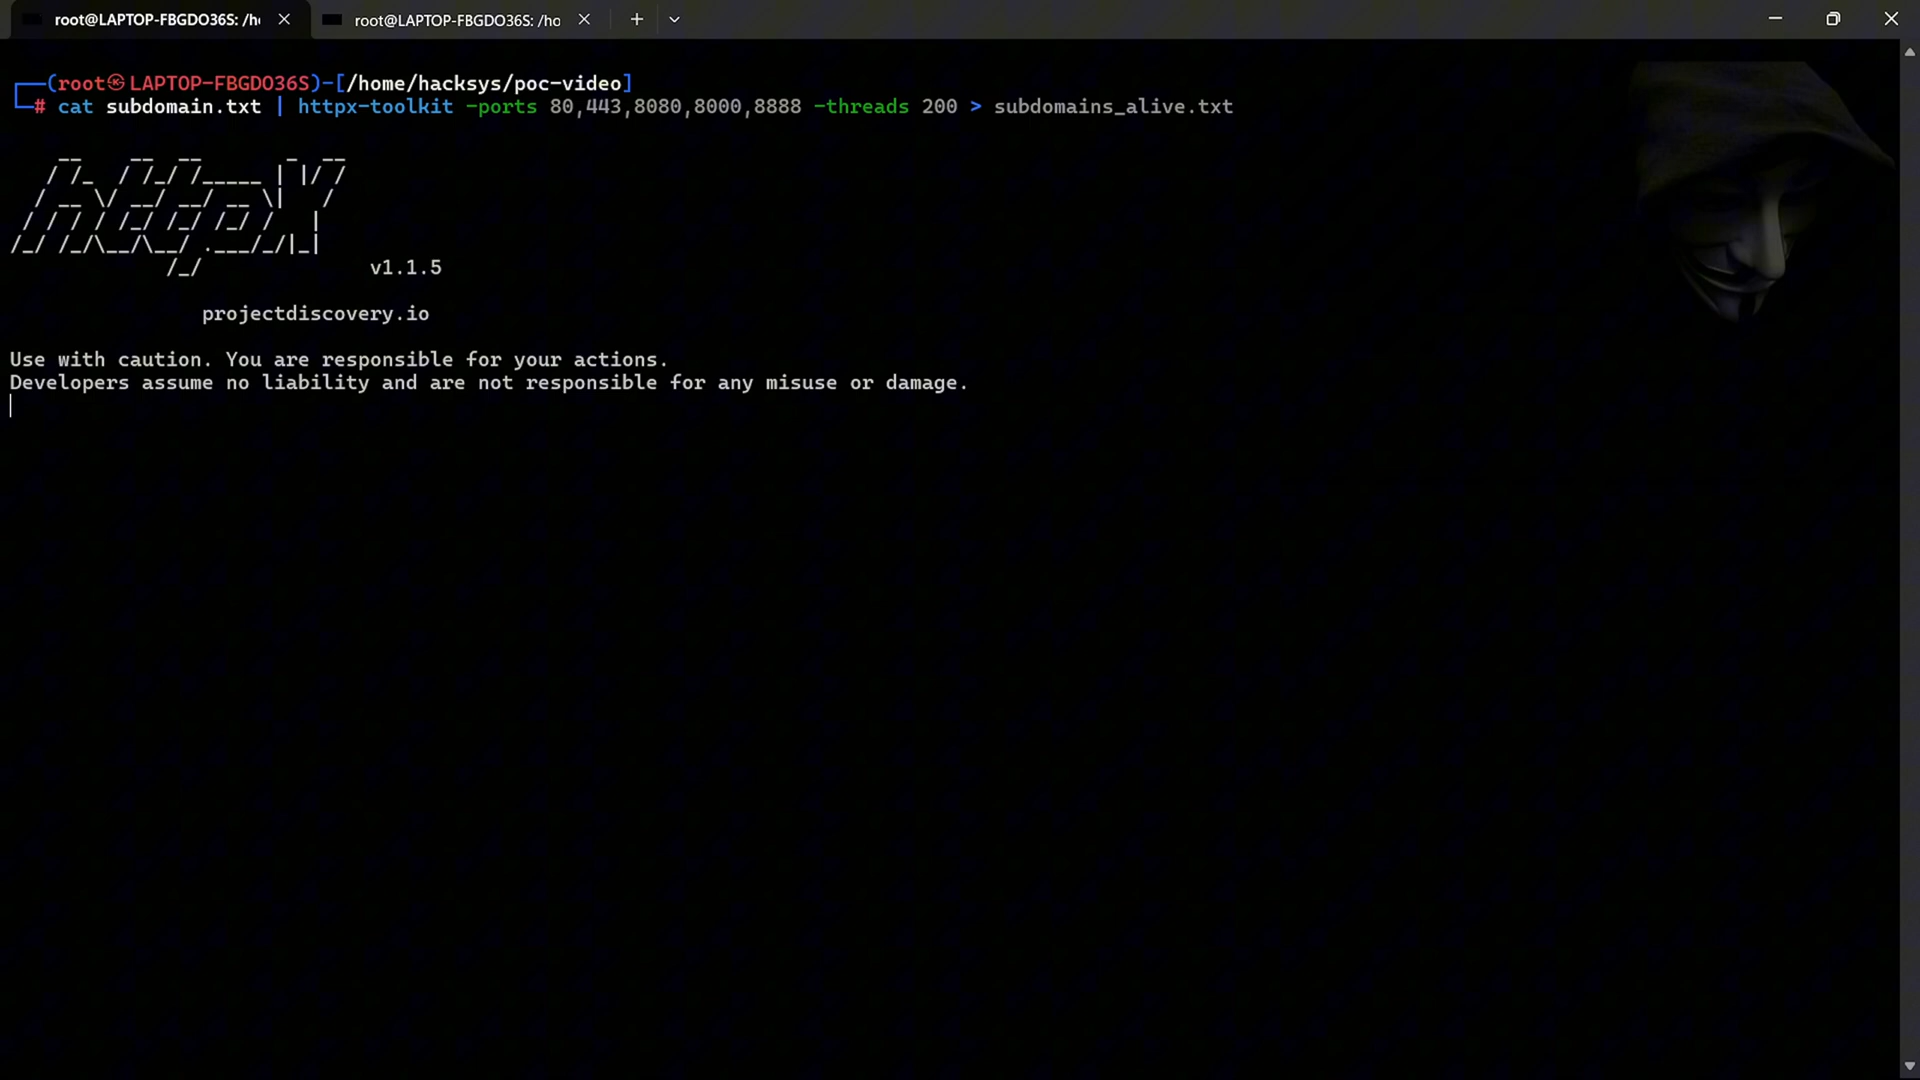 root@LAPTOP-FBGDO36S: /h
root@LAPTOP-FBGDO36S: /ho
┌──(root㉿LAPTOP-FBGDO36S)-[/home/hacksys/poc-video]
└─# cat subdomain.txt | httpx-toolkit -ports 80,443,8080,8000,8888 -threads 200 > subdomains_alive.txt
httpx
v1.1.5
projectdiscovery.io
Use with caution. You are responsible for your actions.
Developers assume no liability and are not responsible for any misuse or damage.